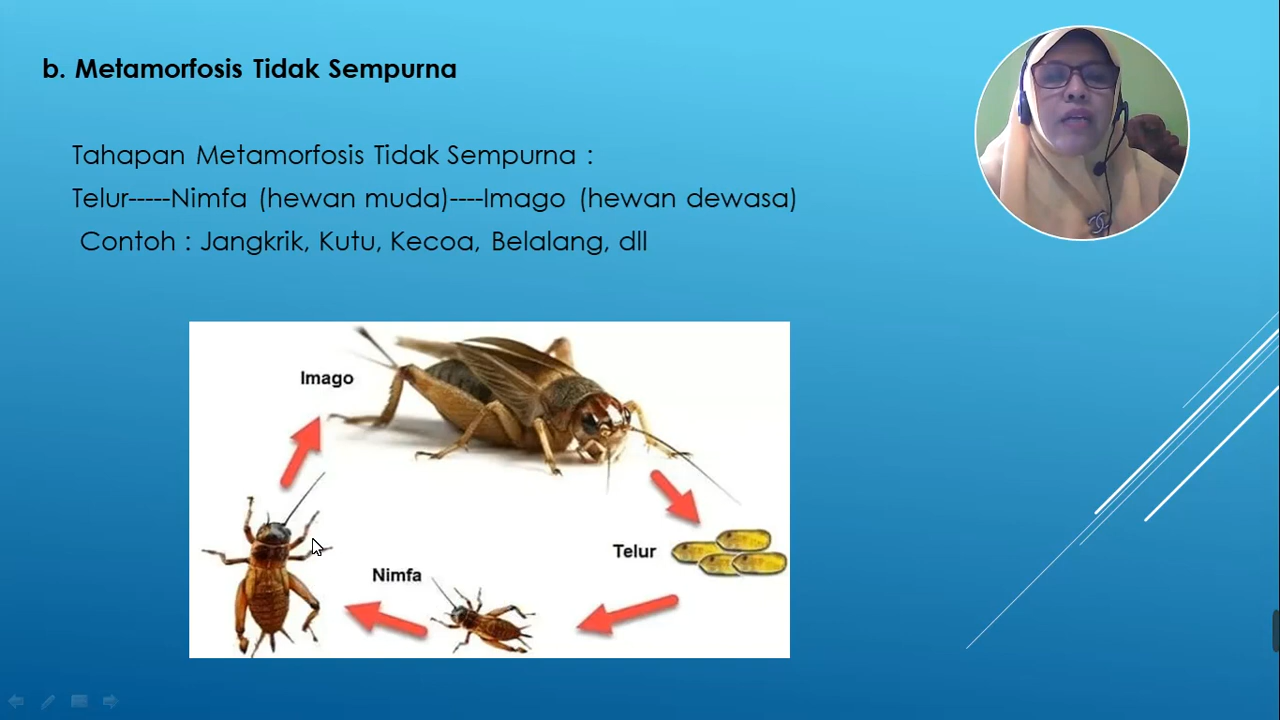 b. Metamorfosis Tidak Sempurna
Tahapan Metamorfosis Tidak Sempurna :
Telur-----Nimfa (hewan muda)----Imago (hewan dewasa)
Contoh : Jangkrik, Kutu, Kecoa, Belalang, dll
Imago
Telur
Nimfa